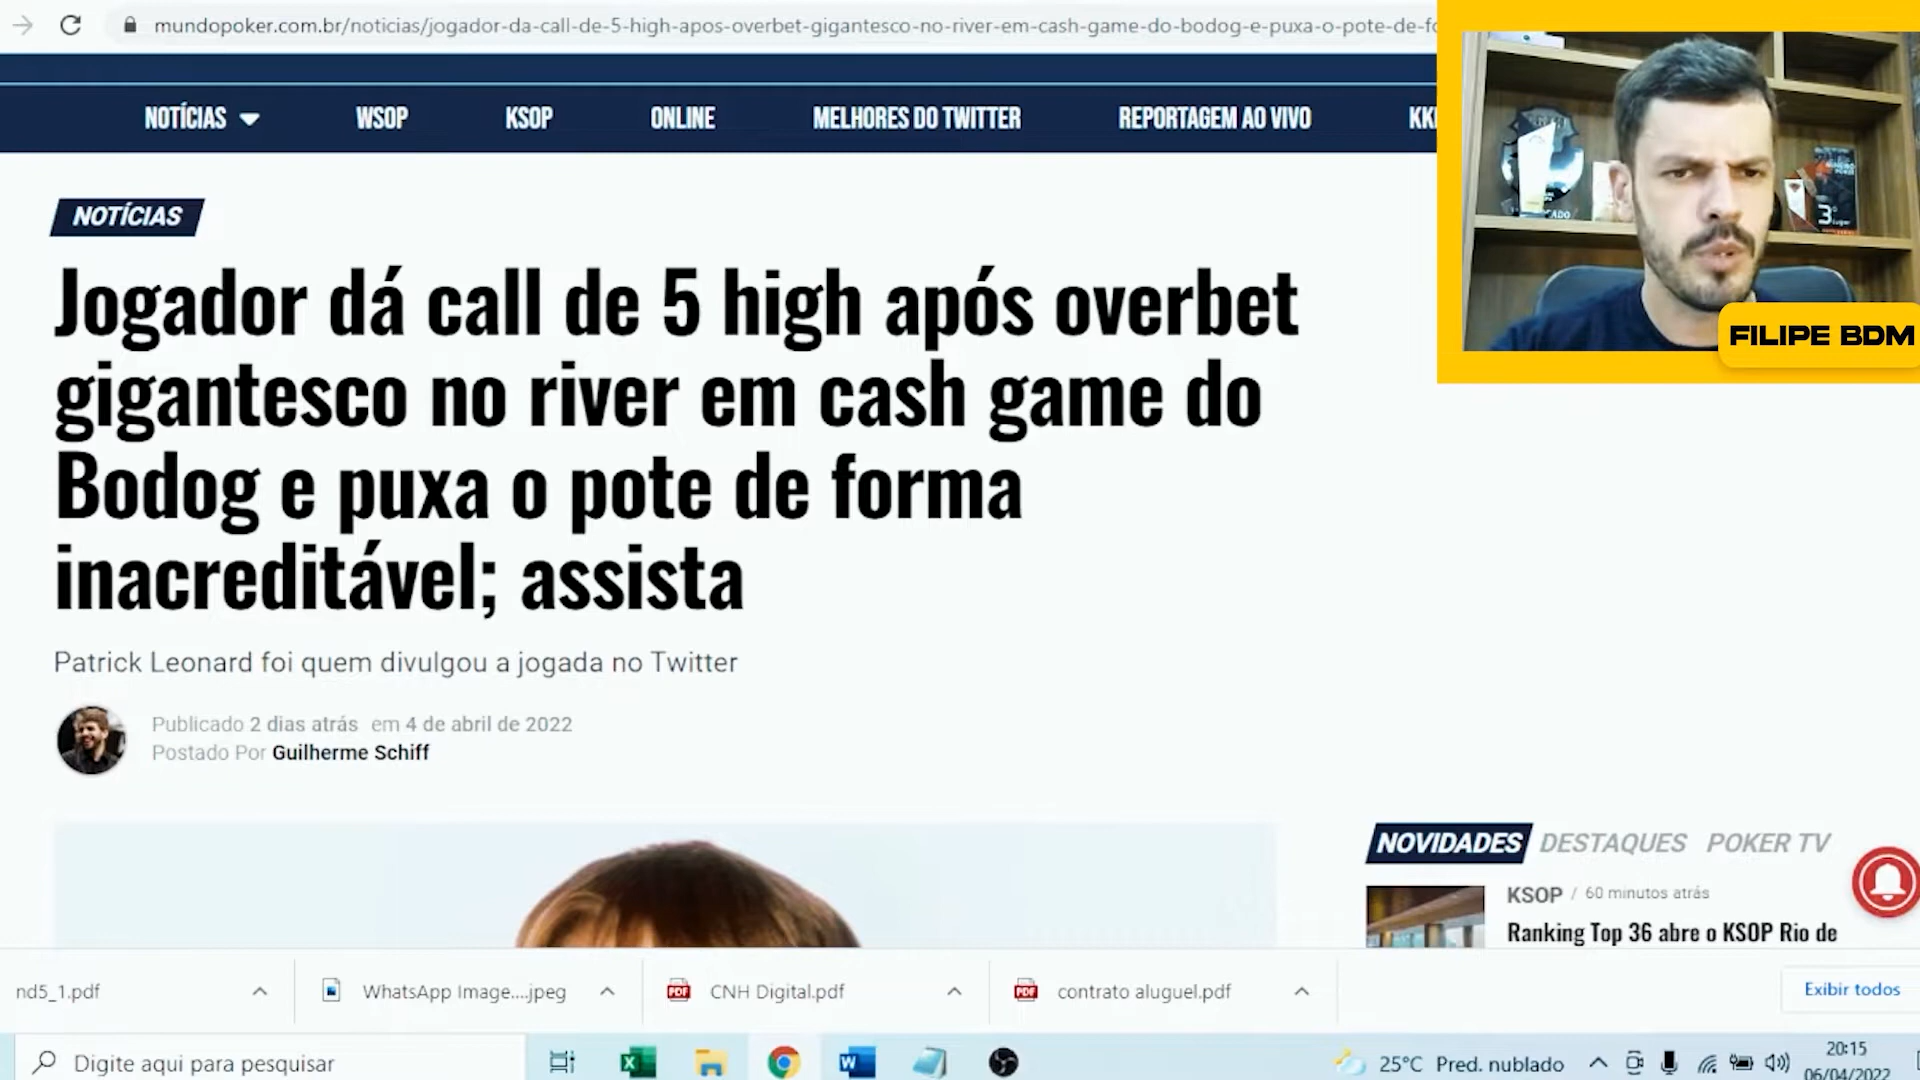 mundopoker.com.br/noticias/jogador-da-call-de-5-high-apos-overbet-gigantesco-no-river-em-cash-game-do-bodog-e-puxa-o-pote-de-fo
NOTÍCIAS WSOP KSOP ONLINE MELHORES DO TWITTER REPORTAGEM AO VIVO KK
FILIPE BDM
NOTÍCIAS
Jogador dá call de 5 high após overbet
gigantesco no river em cash game do
Bodog e puxa o pote de forma
inacreditável; assista
Patrick Leonard foi quem divulgou a jogada no Twitter
Publicado 2 dias atrás em 4 de abril de 2022
Postado Por Guilherme Schiff
NOVIDADES DESTAQUES POKER TV
KSOP / 60 minutos atrás
Ranking Top 36 abre o KSOP Rio de
nd5_1.pdf WhatsApp Image....jpeg CNH Digital.pdf contrato aluguel.pdf Exibir todos
Digite aqui para pesquisar
25°C Pred. nublado
20:15
06/04/2022